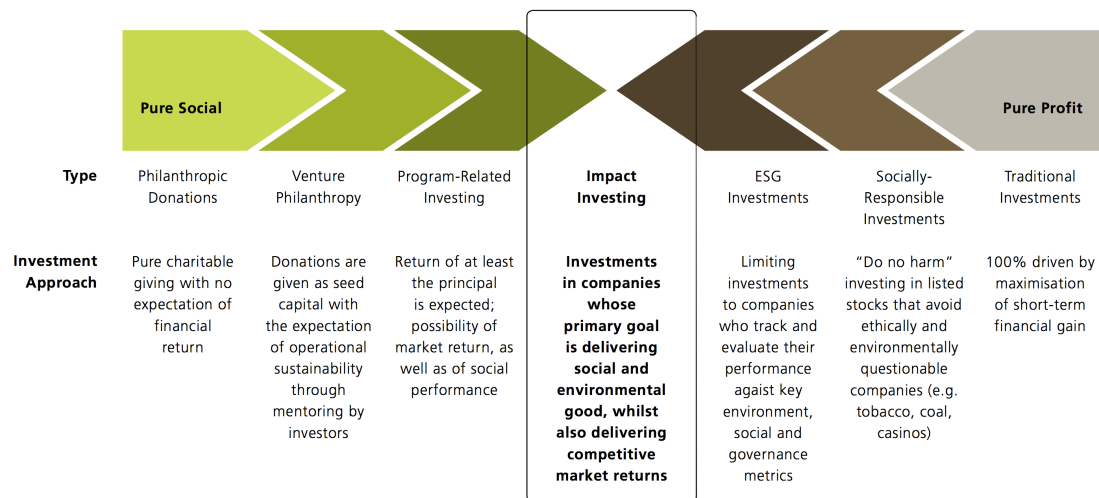 Pure Social
Pure Profit
Type
Philanthropic
Donations
Venture
Philanthropy
Program-Related
Investing
Impact
Investing
ESG
Investments
Socially-
Responsible
Investments
Traditional
Investments
Investment
Approach
Pure charitable
giving with no
expectation of
financial
return
Donations are
given as seed
capital with
the expectation
of operational
sustainability
through
mentoring by
investors
Return of at least
the principal
is expected;
possibility of
market return, as
well as of social
performance
Investments
in companies
whose
primary goal
is delivering
social and
environmental
good, whilst
also delivering
competitive
market returns
Limiting
investments
to companies
who track and
evaluate their
performance
agaist key
environment,
social and
governance
metrics
“Do no harm”
investing in listed
stocks that avoid
ethically and
environmentally
questionable
companies (e.g.
tobacco, coal,
casinos)
100% driven by
maximisation
of short-term
financial gain